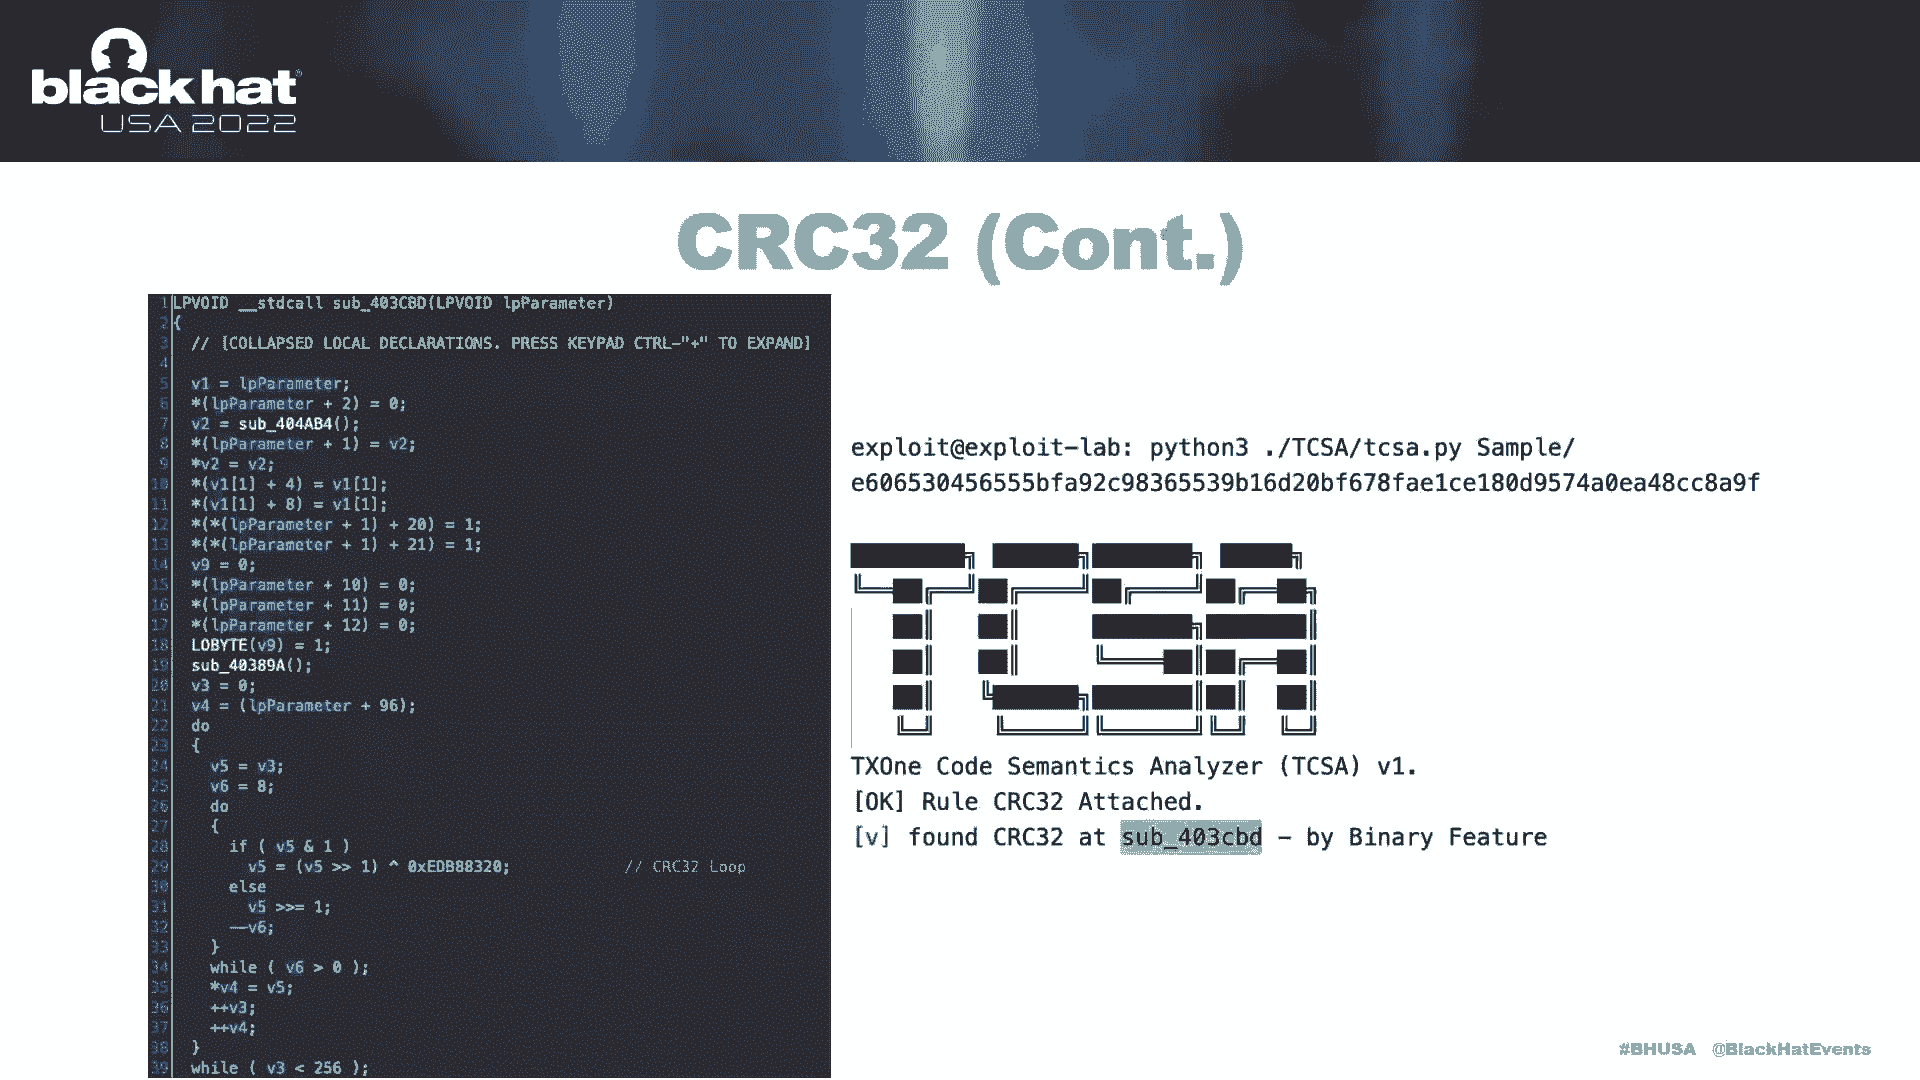 black hat
USA 2022
CRC32 (Cont.)
1 LPVOID __stdcall sub_403CBD(LPVOID lpParameter)
2 {
3 // [COLLAPSED LOCAL DECLARATIONS. PRESS KEYPAD CTRL-"+" TO EXPAND]
4
5 v1 = lpParameter;
6 *(lpParameter + 2) = 0;
7 v2 = sub_404AB4();
8 *(lpParameter + 1) = v2;
9 *v2 = v2;
10 *(v1[1] + 4) = v1[1];
11 *(v1[1] + 8) = v1[1];
12 *(*(lpParameter + 1) + 20) = 1;
13 *(*(lpParameter + 1) + 21) = 1;
14 v9 = 0;
15 *(lpParameter + 10) = 0;
16 *(lpParameter + 11) = 0;
17 *(lpParameter + 12) = 0;
18 LOBYTE(v9) = 1;
19 sub_40389A();
20 v3 = 0;
21 v4 = (lpParameter + 96);
22 do
23 {
24 v5 = v3;
25 v6 = 8;
26 do
27 {
28 if ( v5 & 1 )
29 v5 = (v5 >> 1) ^ 0xEDB88320; // CRC32 Loop
30 else
31 v5 >>= 1;
32 --v6;
33 }
34 while ( v6 > 0 );
35 *v4 = v5;
36 ++v3;
37 ++v4;
38 }
39 while ( v3 < 256 );
exploit@exploit-lab: python3 ./TCSA/tcsa.py Sample/
e606530456555bfa92c98365539b16d20bf678fae1ce180d9574a0ea48cc8a9f
TCSA
TXOne Code Semantics Analyzer (TCSA) v1.
[OK] Rule CRC32 Attached.
[v] found CRC32 at sub_403cbd - by Binary Feature
#BHUSA @BlackHatEvents